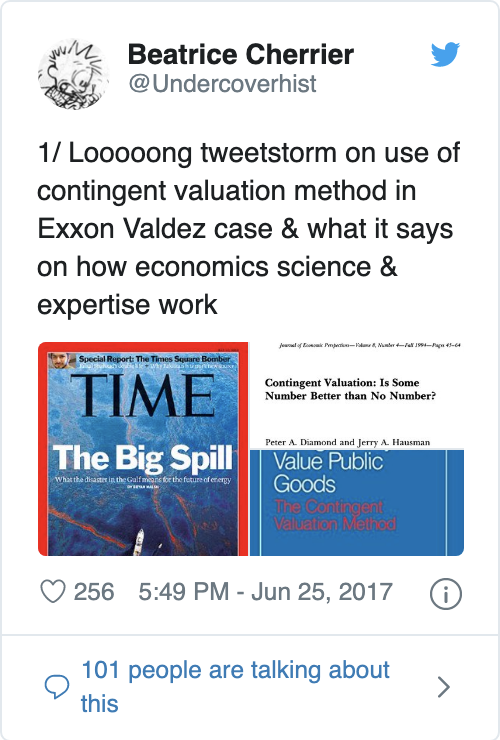 Beatrice Cherrier
@Undercoverhist
1/ Looooong tweetstorm on use of
contingent valuation method in
Exxon Valdez case & what it says
on how economics science &
expertise work
Special Report: The Times Square Bomber
TIME
The Big Spill
What the disaster in the Gulf means for the future of energy
BY BRYAN WALSH
Journal of Economic Perspectives—Volume 8, Number 4—Fall 1994—Pages 45–64
Contingent Valuation: Is Some
Number Better than No Number?
Peter A. Diamond and Jerry A. Hausman
Value Public
Goods
The Contingent
Valuation Method
256 5:49 PM - Jun 25, 2017
101 people are talking about
this